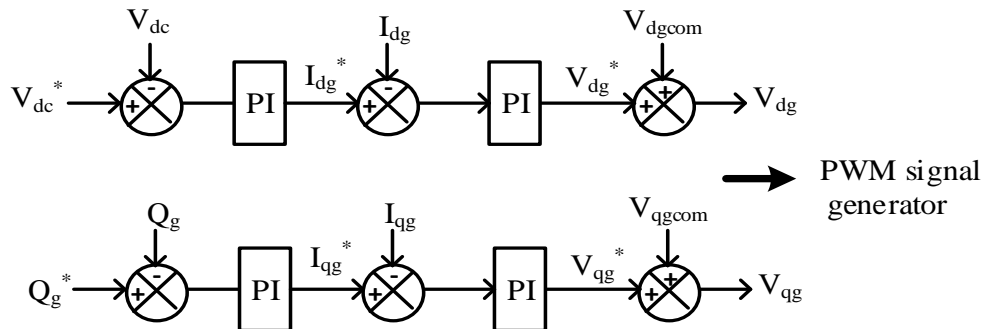 V_dc
I_dg
V_dgcom
V_dc*
- +
PI
I_dg*
- +
PI
V_dg*
+ +
V_dg
PWM signal
generator
Q_g
I_qg
V_qgcom
Q_g*
- +
PI
I_qg*
- +
PI
V_qg*
+ +
V_qg